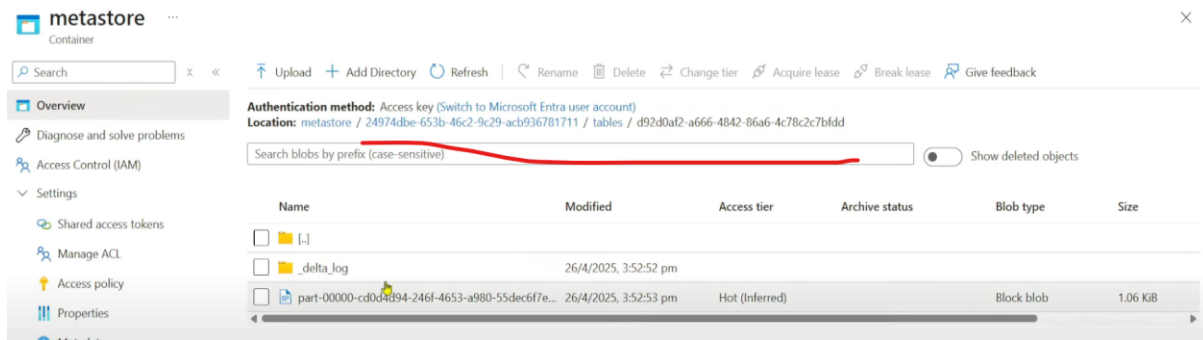 metastore ...
Container
Search
Overview
Diagnose and solve problems
Access Control (IAM)
Settings
Shared access tokens
Manage ACL
Access policy
Properties
Upload Add Directory Refresh Rename Delete Change tier Acquire lease Break lease Give feedback
Authentication method: Access key (Switch to Microsoft Entra user account)
Location: metastore / 24974dbe-653b-46c2-9c29-acb936781711 / tables / d92d0af2-a666-4842-86a6-4c78c2c7bfdd
Search blobs by prefix (case-sensitive)
Show deleted objects
Name Modified Access tier Archive status Blob type Size
[..]
_delta_log 26/4/2025, 3:52:52 pm
part-00000-cd0d4d94-246f-4653-a980-55dec6f7e... 26/4/2025, 3:52:53 pm Hot (Inferred) Block blob 1.06 KiB